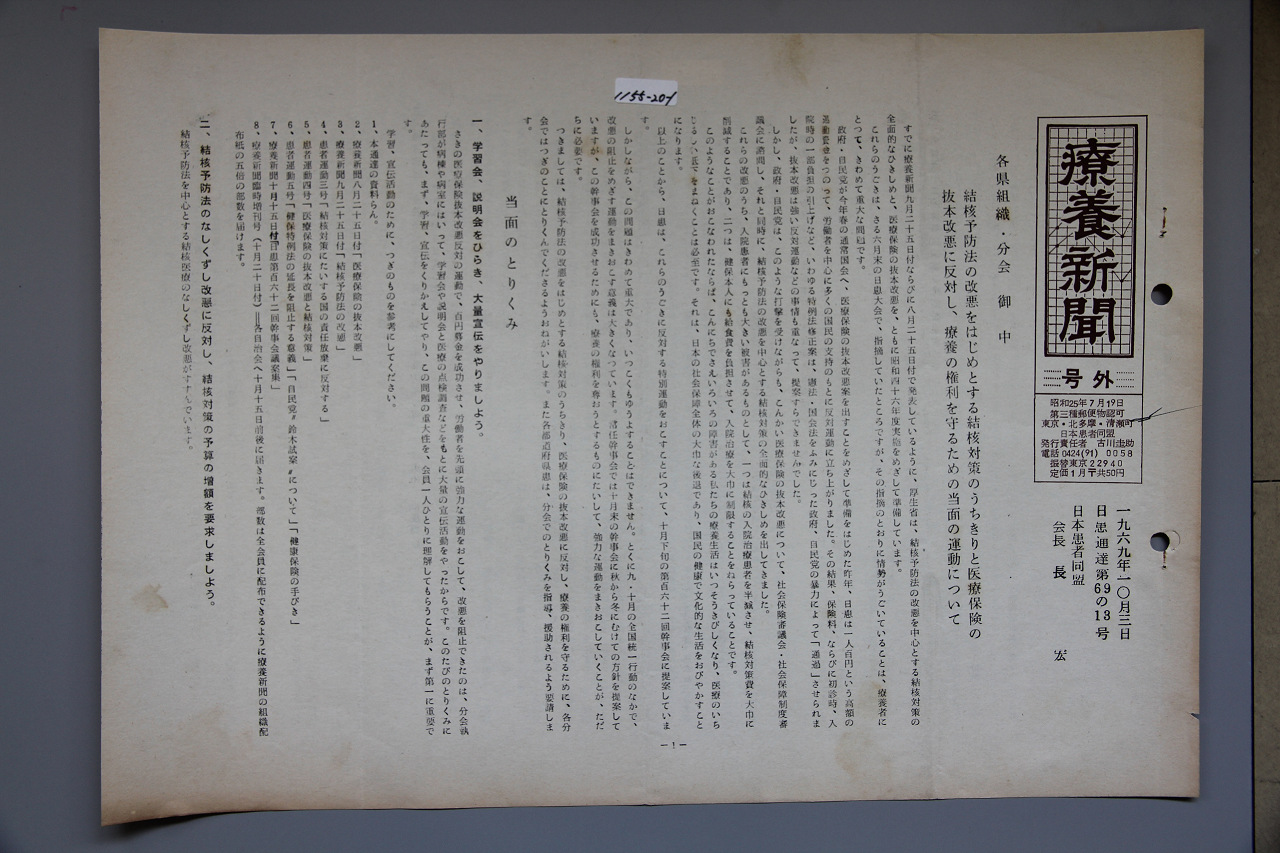 1155-20-1
療養新聞
号外
昭和25年7月19日
第三種郵便物認可
東京・北多摩・清瀬町
日本患者同盟
発行責任者 古川圭助
電話0424(91)0058
振替東京22940
定価1月〒共50円
一九六九年一〇月三日
日患通達第69の13号
日本患者同盟
会長 長 宏
各県組織・分会 御中
結核予防法の改悪をはじめとする結核対策のうちきりと医療保険の
抜本改悪に反対し、療養の権利を守るための当面の運動について
すでに療養新聞九月二十五日付ならびに八月二十五日付で発表しているように、厚生省は、結核予防法の改悪を中心とする結核対策の
全面的なひきしめと、医療保険の抜本改悪を、ともに昭和四十六年度実施をめざして準備しています。
これらのうごきは、さる六月末の日患大会で、指摘していたところですが、その指摘のとおりに情勢がうごいていることは、療養者に
とつて、きわめて重大な問題です。
政府・自民党が今年春の通常国会へ、医療保険の抜本改悪案を出すことをめざして準備をはじめた昨年、日患は一人百円という高額の
運動費をつのって、労働者を中心に多くの国民の支持のもとに反対運動に立ち上がりました。その結果、保険料、ならびに初診時、入
院時の一部負担の引上げなど、いわゆる特例法修正案は、憲法・国会法をふみにじった政府、自民党の暴力によって「通過」させられま
したが、抜本改悪は強い反対運動などの事情も重なって、提案すらできませんでした。
しかし、政府・自民党は、このような打撃を受けながらも、こんかい医療保険の抜本改悪について、社会保険審議会・社会保障制度審
議会に諮問し、それと同時に、結核予防法の改悪を中心とする結核対策の全面的なひきしめを出してきました。
これらの改悪のうち、入院患者にもっとも大きい被害があるものとして、一つは結核の入院治療患者を半減させ、結核対策費を大巾に
削減することであり、二つは、健保本人にも給食費を負担させて、入院治療を大巾に制限することをねらっていることです。
このようなことがおこなわれたならば、こんにちでさえいろいろの障害がある私たちの療養生活はいつそうきびしくなり、医療のいち
じるしい低下をまねくことは必至です。それは、日本の社会保障全体の大巾な後退であり、国民の健康で文化的な生活をおびやかすこと
になります。
以上のことから、日患は、これらのうごきに反対する特別運動をおこすことについて、十月下旬の第百六十二回幹事会に提案していま
す。
しかしながら、この問題はきわめて重大であり、いつこくもゆうよすることはできません。とくに九・十月の全国統一行動のなかで、
改悪の阻止をめざす運動をまきおこす意義は大きくなつています。常任幹事会では十月末の幹事会に秋から冬にむけての方針を提案して
いますが、この幹事会を成功させるためにも、療養の権利を奪おうとするものにたいして、強力な運動をまきおこしていくことが、ただ
ちに必要です。
つきましては、結核予防法の改悪をはじめとする結核対策のうちきり、医療保険の抜本改悪に反対し、療養の権利を守るために、各分
会ではつぎのことにとりくんでくださるようおねがいします。また各都道府県患は、分会でのとりくみを指導、援助されるよう要請しま
す。
当面のとりくみ
一、学習会、説明会をひらき、大量宣伝をやりましよう。
さきの医療保険抜本改悪反対の運動で、百円募金を成功させ、労働者を先頭に強力な運動をおこして、改悪を阻止できたのは、分会執
行部が病棟や病室にはいって、学習会や説明会と医療の点検調査などをもとに大量の宣伝活動をやったからです。このたびのとりくみに
あたっても、まず、学習、宣伝をくりかえしてやり、この問題の重大性を、会員一人ひとりに理解してもらうことが、まず第一に重要で
す。
学習、宣伝活動のために、つぎのものを参考にしてください。
1、本通達の資料らん。
2、療養新聞八月二十五日付「医療保険の抜本改悪」
3、療養新聞九月二十五日付「結核予防法の改悪」
4、患者運動三号「結核対策にたいする国の責任放棄に反対する」
5、患者運動四号「医療保険の抜本改悪と結核対策」
6、患者運動五号「健保特例法の延長を阻止する意義」「自民党〝鈴木試案〟について」「健康保険の手びき」
7、療養新聞十月十五日付日患第百六十二回幹事会議案集」
8、療養新聞臨時増刊号（十月二十日付）――各自治会へ十月十五日前後に届きます。部数は全会員に配布できるように療養新聞の組織配
布紙の五倍の部数を届けます。
二、結核予防法のなしくずし改悪に反対し、結核対策の予算の増額を要求しましよう。
結核予防法を中心とする結核医療のなしくずし改悪がすすんでいます。
－1－